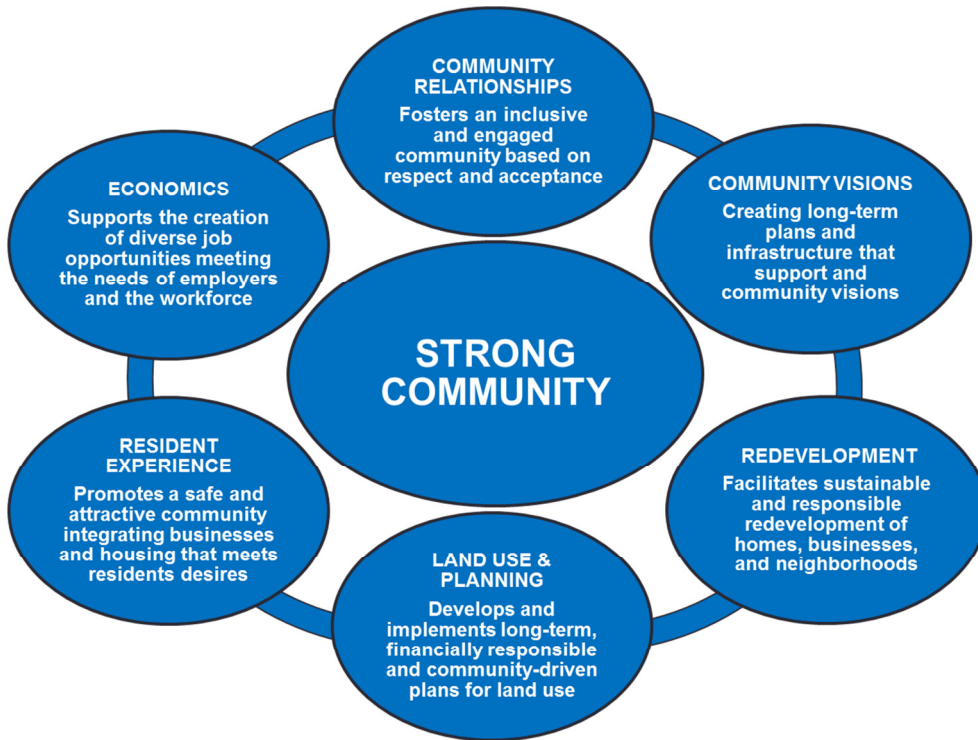 COMMUNITY
RELATIONSHIPS
Fosters an inclusive
and engaged
community based on
respect and acceptance
COMMUNITY VISIONS
Creating long-term
plans and
infrastructure that
support and
community visions
REDEVELOPMENT
Facilitates sustainable
and responsible
redevelopment of
homes, businesses,
and neighborhoods
LAND USE &
PLANNING
Develops and
implements long-term,
financially responsible
and community-driven
plans for land use
RESIDENT
EXPERIENCE
Promotes a safe and
attractive community
integrating businesses
and housing that meets
residents desires
ECONOMICS
Supports the creation
of diverse job
opportunities meeting
the needs of employers
and the workforce
STRONG
COMMUNITY